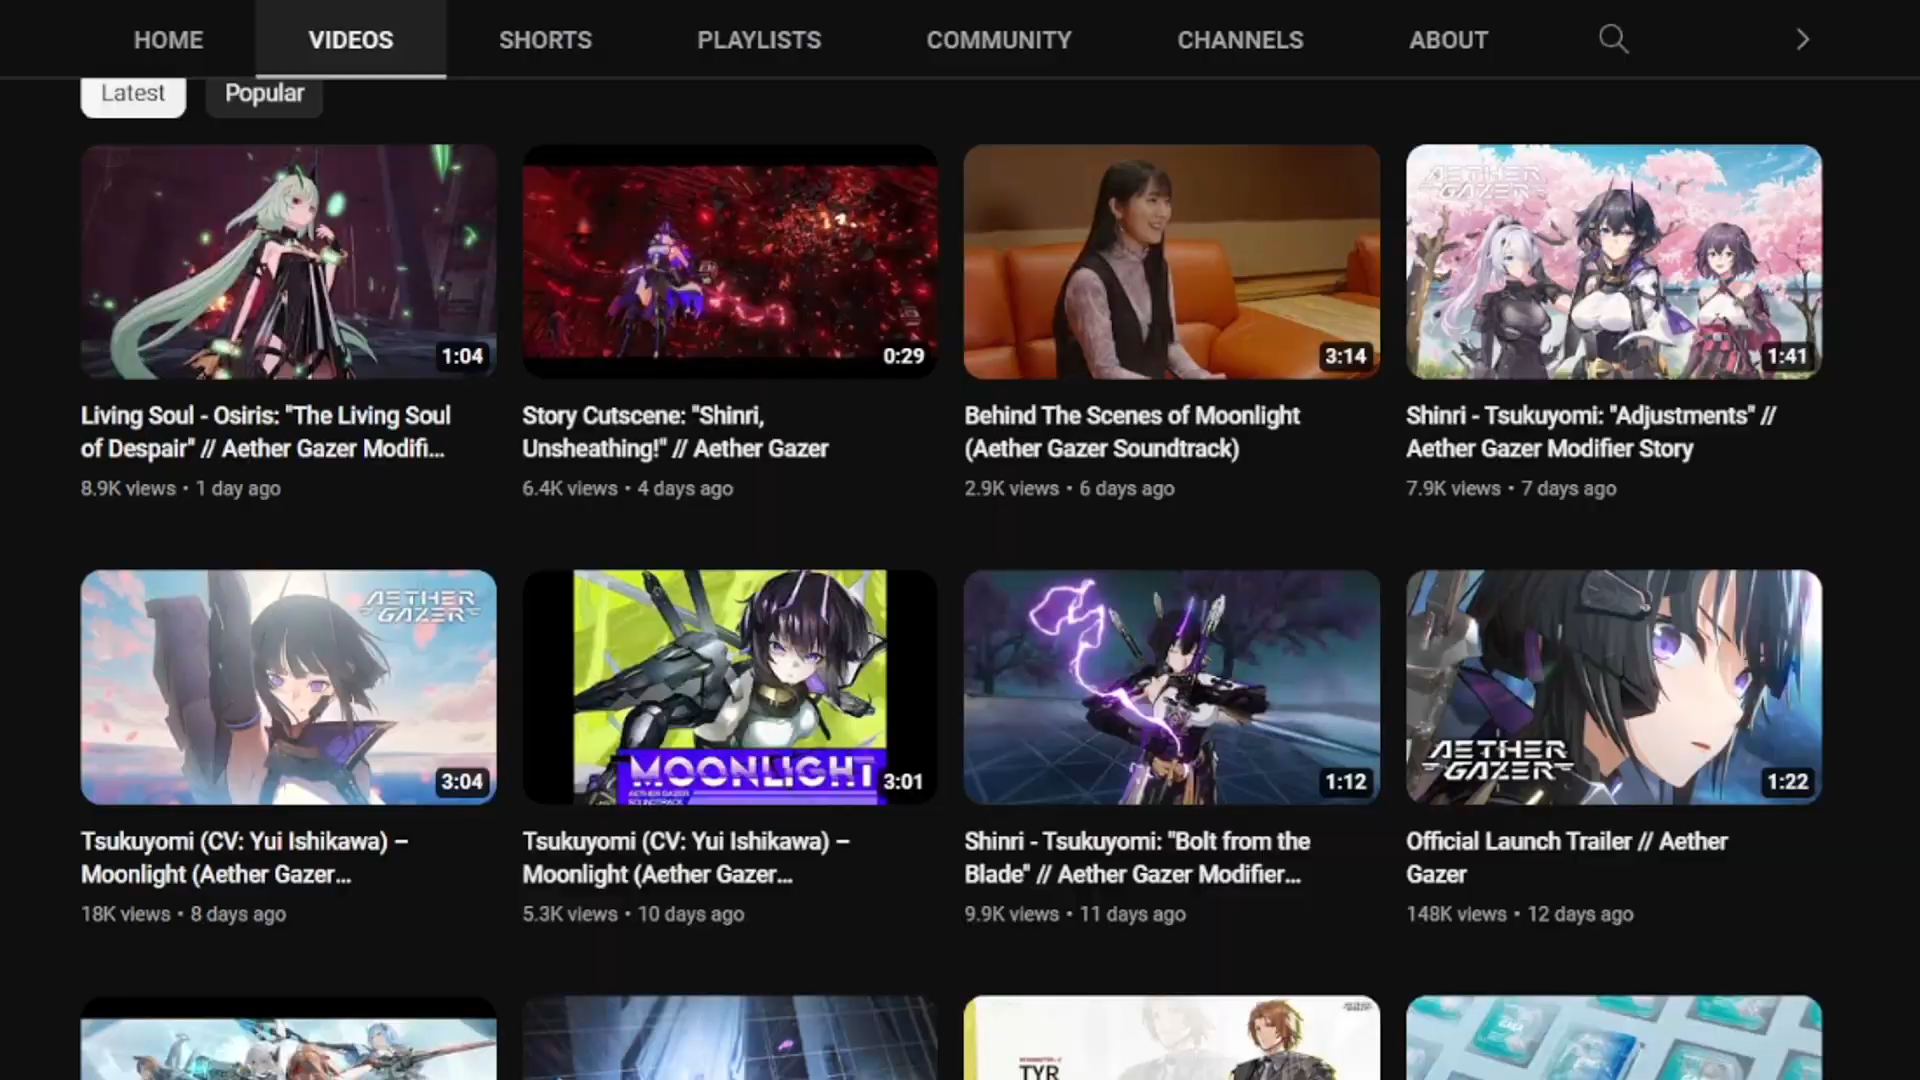 HOME VIDEOS SHORTS PLAYLISTS COMMUNITY CHANNELS ABOUT
Latest Popular
1:04
0:29
3:14
AETHER
GAZER
1:41
Living Soul - Osiris: "The Living Soul
of Despair" // Aether Gazer Modifi...
8.9K views • 1 day ago
Story Cutscene: "Shinri,
Unsheathing!" // Aether Gazer
6.4K views • 4 days ago
Behind The Scenes of Moonlight
(Aether Gazer Soundtrack)
2.9K views • 6 days ago
Shinri - Tsukuyomi: "Adjustments" //
Aether Gazer Modifier Story
7.9K views • 7 days ago
AETHER
GAZER
3:04
MOONLIGHT
AETHER GAZER
SOUNDTRACK
3:01
1:12
AETHER
GAZER
1:22
Tsukuyomi (CV: Yui Ishikawa) –
Moonlight (Aether Gazer...
18K views • 8 days ago
Tsukuyomi (CV: Yui Ishikawa) –
Moonlight (Aether Gazer...
5.3K views • 10 days ago
Shinri - Tsukuyomi: "Bolt from the
Blade" // Aether Gazer Modifier...
9.9K views • 11 days ago
Official Launch Trailer // Aether
Gazer
148K views • 12 days ago
TYR